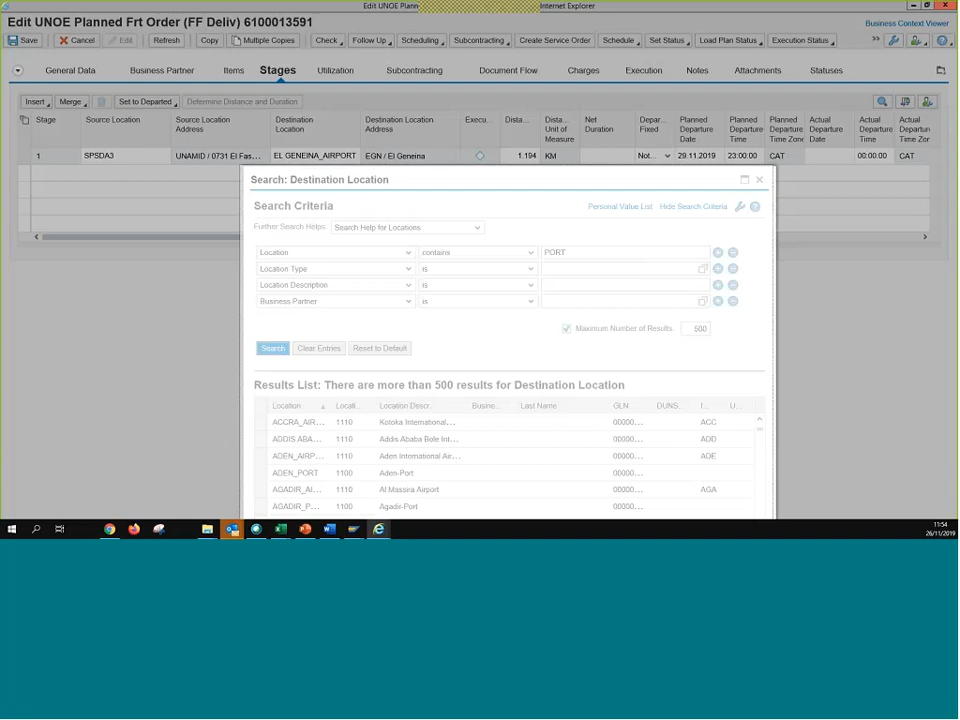 Edit UNOE Plann
Internet Explorer
Edit UNOE Planned Frt Order (FF Deliv) 6100013591
Business Context Viewer
Save Cancel Edit Refresh Copy Multiple Copies Check Follow Up Scheduling Subcontracting Create Service Order Schedule Set Status Load Plan Status Execution Status
General Data Business Partner Items Stages Utilization Subcontracting Document Flow Charges Execution Notes Attachments Statuses
Insert Merge Set to Departed Determine Distance and Duration
Stage Source Location Source Location Address Destination Location Destination Location Address Execu... Dista... Dista... Unit of Measure Net Duration Depar... Fixed Planned Departure Date Planned Departure Time Planned Departure Time Zone Actual Departure Date Actual Departure Time Actual Departun Time Zor
1 SPSDA3 UNAMID / 0731 El Fas... EL GENEINA_AIRPORT EGN / El Geneina 1.194 KM Not... 29.11.2019 23:00:00 CAT 00:00:00 CAT
Search: Destination Location
Search Criteria
Personal Value List Hide Search Criteria
Further Search Helps: Search Help for Locations
Location contains PORT
Location Type is
Location Description is
Business Partner is
Maximum Number of Results: 500
Search Clear Entries Reset to Default
Results List: There are more than 500 results for Destination Location
Location Locati... Location Descr. Busine... Last Name GLN DUNS... I... U...
ACCRA_AIR... 1110 Kotoka International... 00000... ACC
ADDIS ABA... 1110 Addis Ababa Bole Int... 00000... ADD
ADEN_AIRP... 1110 Aden International Air... 00000... ADE
ADEN_PORT 1100 Aden-Port 00000...
AGADIR_AI... 1110 Al Massira Airport 00000... AGA
AGADIR_P... 1100 Agadir-Port 00000...
11:54
26/11/2019